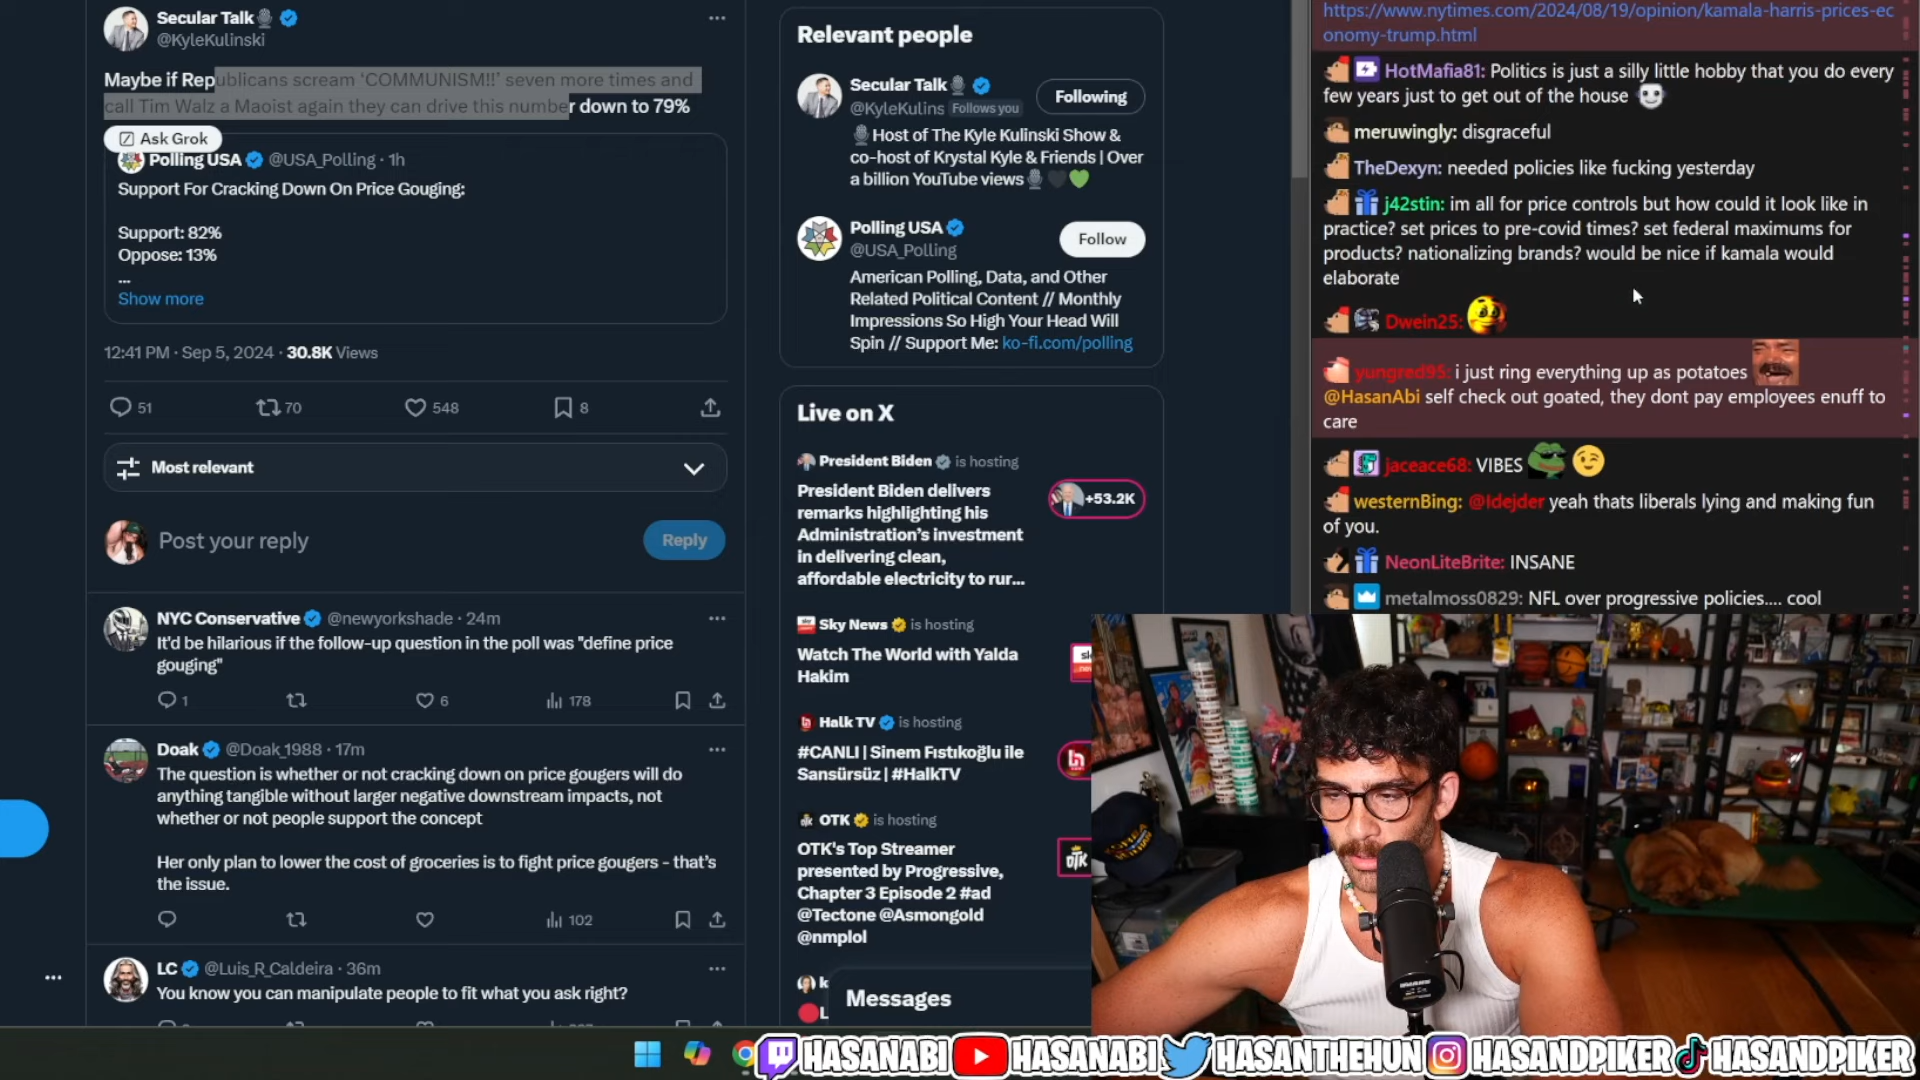 Secular Talk
@KyleKulinski
Maybe if Republicans scream ‘COMMUNISM!!’ seven more times and
call Tim Walz a Maoist again they can drive this number down to 79%
Ask Grok
Polling USA @USA_Polling · 1h
Support For Cracking Down On Price Gouging:
Support: 82%
Oppose: 13%
...
Show more
12:41 PM · Sep 5, 2024 · 30.8K Views
51 70 548 8
Most relevant
Post your reply
Reply
NYC Conservative @newyorkshade · 24m
It'd be hilarious if the follow-up question in the poll was "define price
gouging"
1 6 178
Doak @Doak_1988 · 17m
The question is whether or not cracking down on price gougers will do
anything tangible without larger negative downstream impacts, not
whether or not people support the concept
Her only plan to lower the cost of groceries is to fight price gougers - that’s
the issue.
102
LC @Luis_R_Caldeira · 36m
You know you can manipulate people to fit what you ask right?
Relevant people
Secular Talk
@KyleKulins Follows you
Following
Host of The Kyle Kulinski Show &
co-host of Krystal Kyle & Friends | Over
a billion YouTube views
Polling USA
@USA_Polling
Follow
American Polling, Data, and Other
Related Political Content // Monthly
Impressions So High Your Head Will
Spin // Support Me: ko-fi.com/polling
Live on X
President Biden is hosting
President Biden delivers
remarks highlighting his
Administration’s investment
in delivering clean,
affordable electricity to rur...
+53.2K
Sky News is hosting
Watch The World with Yalda
Hakim
Halk TV is hosting
#CANLI | Sinem Fıstıkoğlu ile
Sansürsüz | #HalkTV
OTK is hosting
OTK's Top Streamer
presented by Progressive,
Chapter 3 Episode 2 #ad
@Tectone @Asmongold
@nmplol
OTK
Messages
https://www.nytimes.com/2024/08/19/opinion/kamala-harris-prices-ec
onomy-trump.html
HotMafia81: Politics is just a silly little hobby that you do every
few years just to get out of the house
meruwingly: disgraceful
TheDexyn: needed policies like fucking yesterday
j42stin: im all for price controls but how could it look like in
practice? set prices to pre-covid times? set federal maximums for
products? nationalizing brands? would be nice if kamala would
elaborate
Dwein25:
yungred95: i just ring everything up as potatoes
@HasanAbi self check out goated, they dont pay employees enuff to
care
jaceace68: VIBES
westernBing: @Idejder yeah thats liberals lying and making fun
of you.
NeonLiteBrite: INSANE
metalmoss0829: NFL over progressive policies.... cool
HASANABI HASANABI HASANTHEHUN HASANDPIKER HASANDPIKER